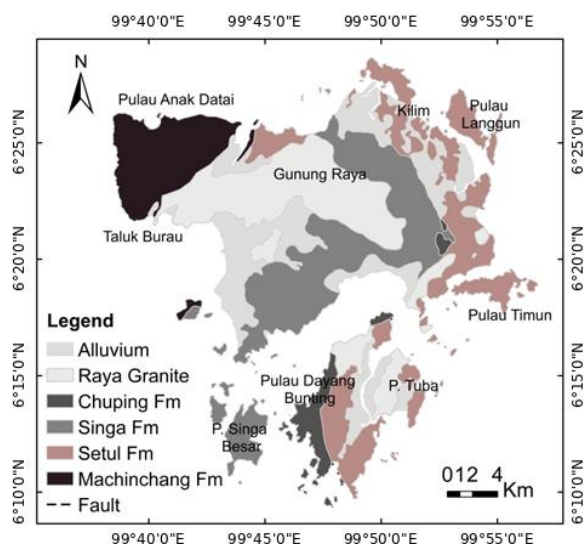 99°40'0"E 99°45'0"E 99°50'0"E 99°55'0"E
N
Pulau Anak Datai
Kilim
Pulau
Langgun
6°25'0"N
6°25'0"N
Gunung Raya
Taluk Burau
6°20'0"N
6°20'0"N
Pulau Timun
Legend
Alluvium
Raya Granite
Chuping Fm
Singa Fm
Setul Fm
Machinchang Fm
Fault
6°15'0"N
6°15'0"N
Pulau Dayang
Bunting
P. Tuba
P. Singa
Besar
6°10'0"N
6°10'0"N
012 4
Km
99°40'0"E 99°45'0"E 99°50'0"E 99°55'0"E